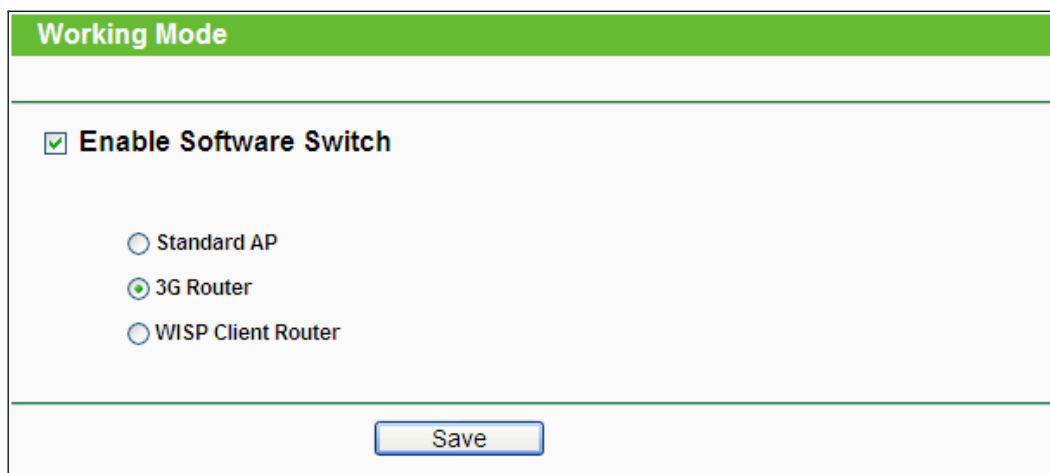 Working Mode
Enable Software Switch
Standard AP
3G Router
WISP Client Router
Save